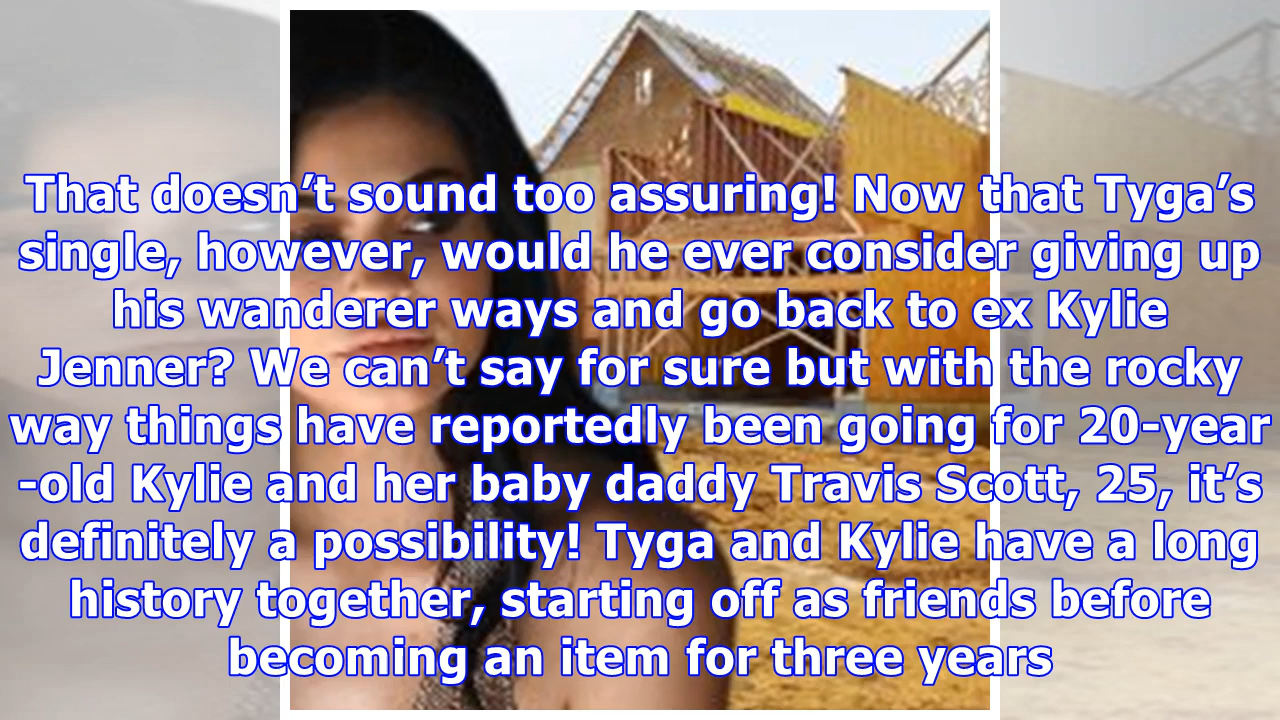 That doesn’t sound too assuring! Now that Tyga’s
single, however, would he ever consider giving up
his wanderer ways and go back to ex Kylie
Jenner? We can’t say for sure but with the rocky
way things have reportedly been going for 20-year
-old Kylie and her baby daddy Travis Scott, 25, it’s
definitely a possibility! Tyga and Kylie have a long
history together, starting off as friends before
becoming an item for three years